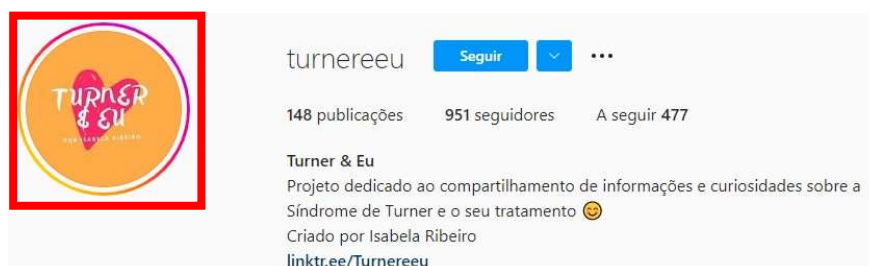 TURNER
& EU
POR ISABELA RIBEIRO
turnereeu Seguir
148 publicações 951 seguidores A seguir 477
Turner & Eu
Projeto dedicado ao compartilhamento de informações e curiosidades sobre a
Síndrome de Turner e o seu tratamento 😊
Criado por Isabela Ribeiro
linktr.ee/Turnereeu